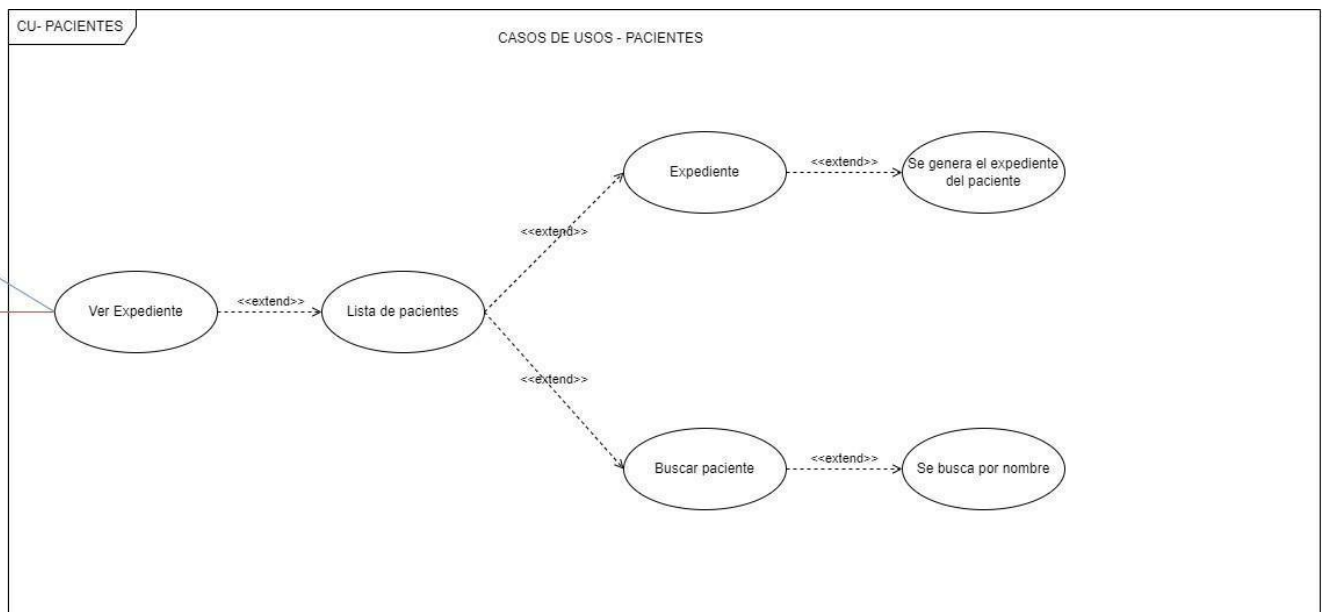 CU- PACIENTES
CASOS DE USOS - PACIENTES
Expediente
<<extend>>
Se genera el expediente
del paciente
<<extend>>
Ver Expediente
<<extend>>
Lista de pacientes
<<extend>>
Buscar paciente
<<extend>>
Se busca por nombre